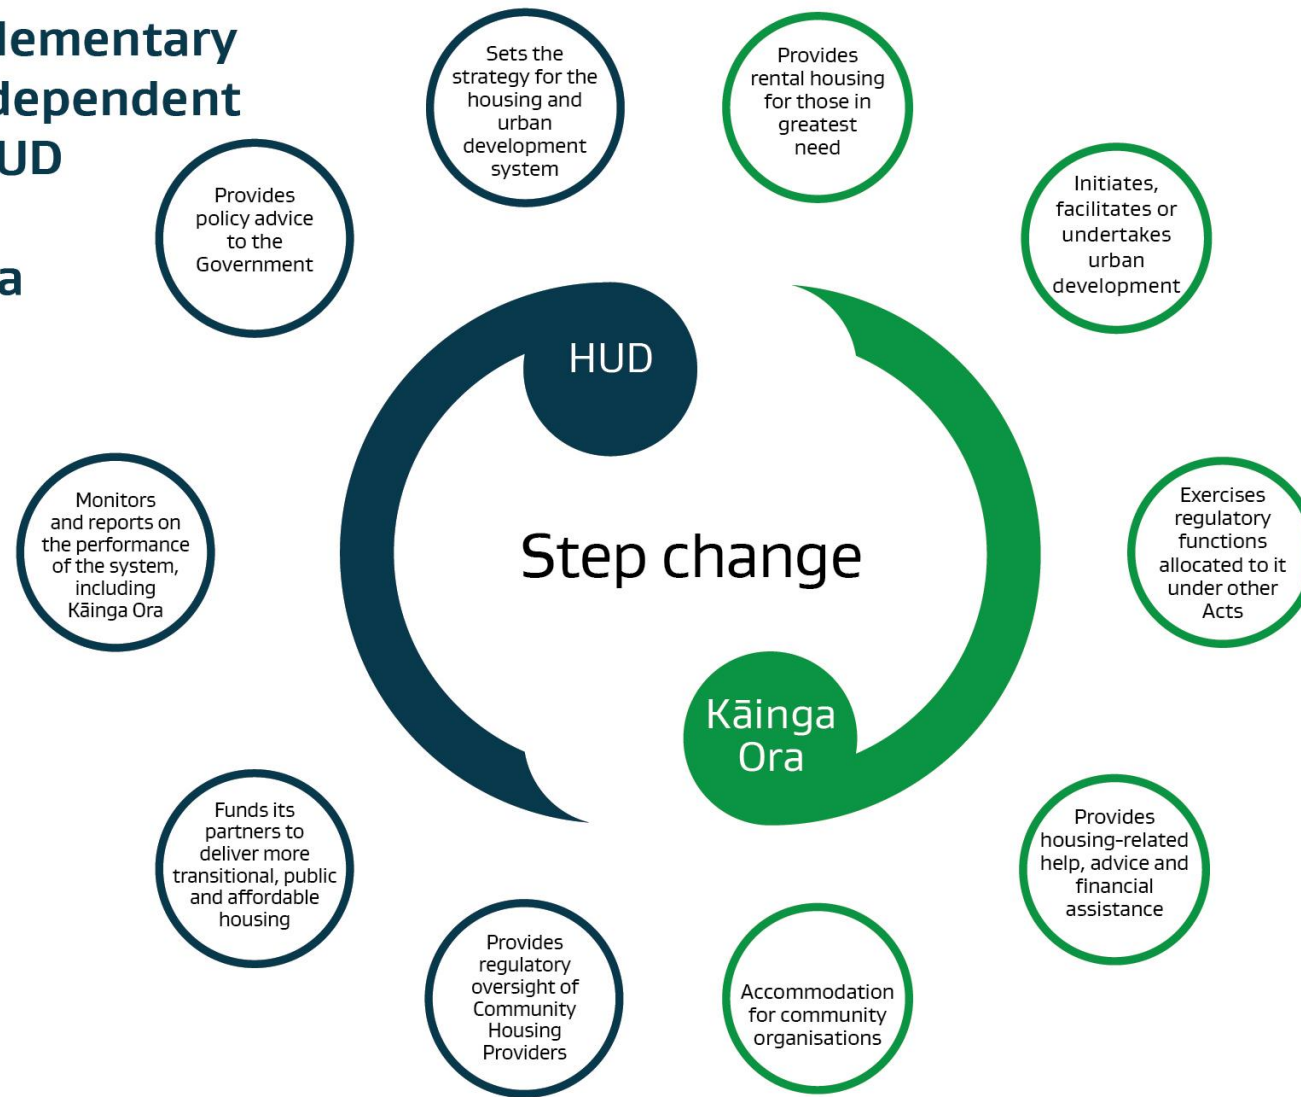 Sets the
strategy for the
housing and
urban
development
system
Provides
rental housing
for those in
greatest
need
Provides
policy advice
to the
Government
Initiates,
facilitates or
undertakes
urban
development
HUD
Monitors
and reports on
the performance
of the system,
including
Kāinga Ora
Step change
Exercises
regulatory
functions
allocated to it
under other
Acts
Kāinga
Ora
Funds its
partners to
deliver more
transitional, public
and affordable
housing
Provides
housing-related
help, advice and
financial
assistance
Provides
regulatory
oversight of
Community
Housing
Providers
Accommodation
for community
organisations